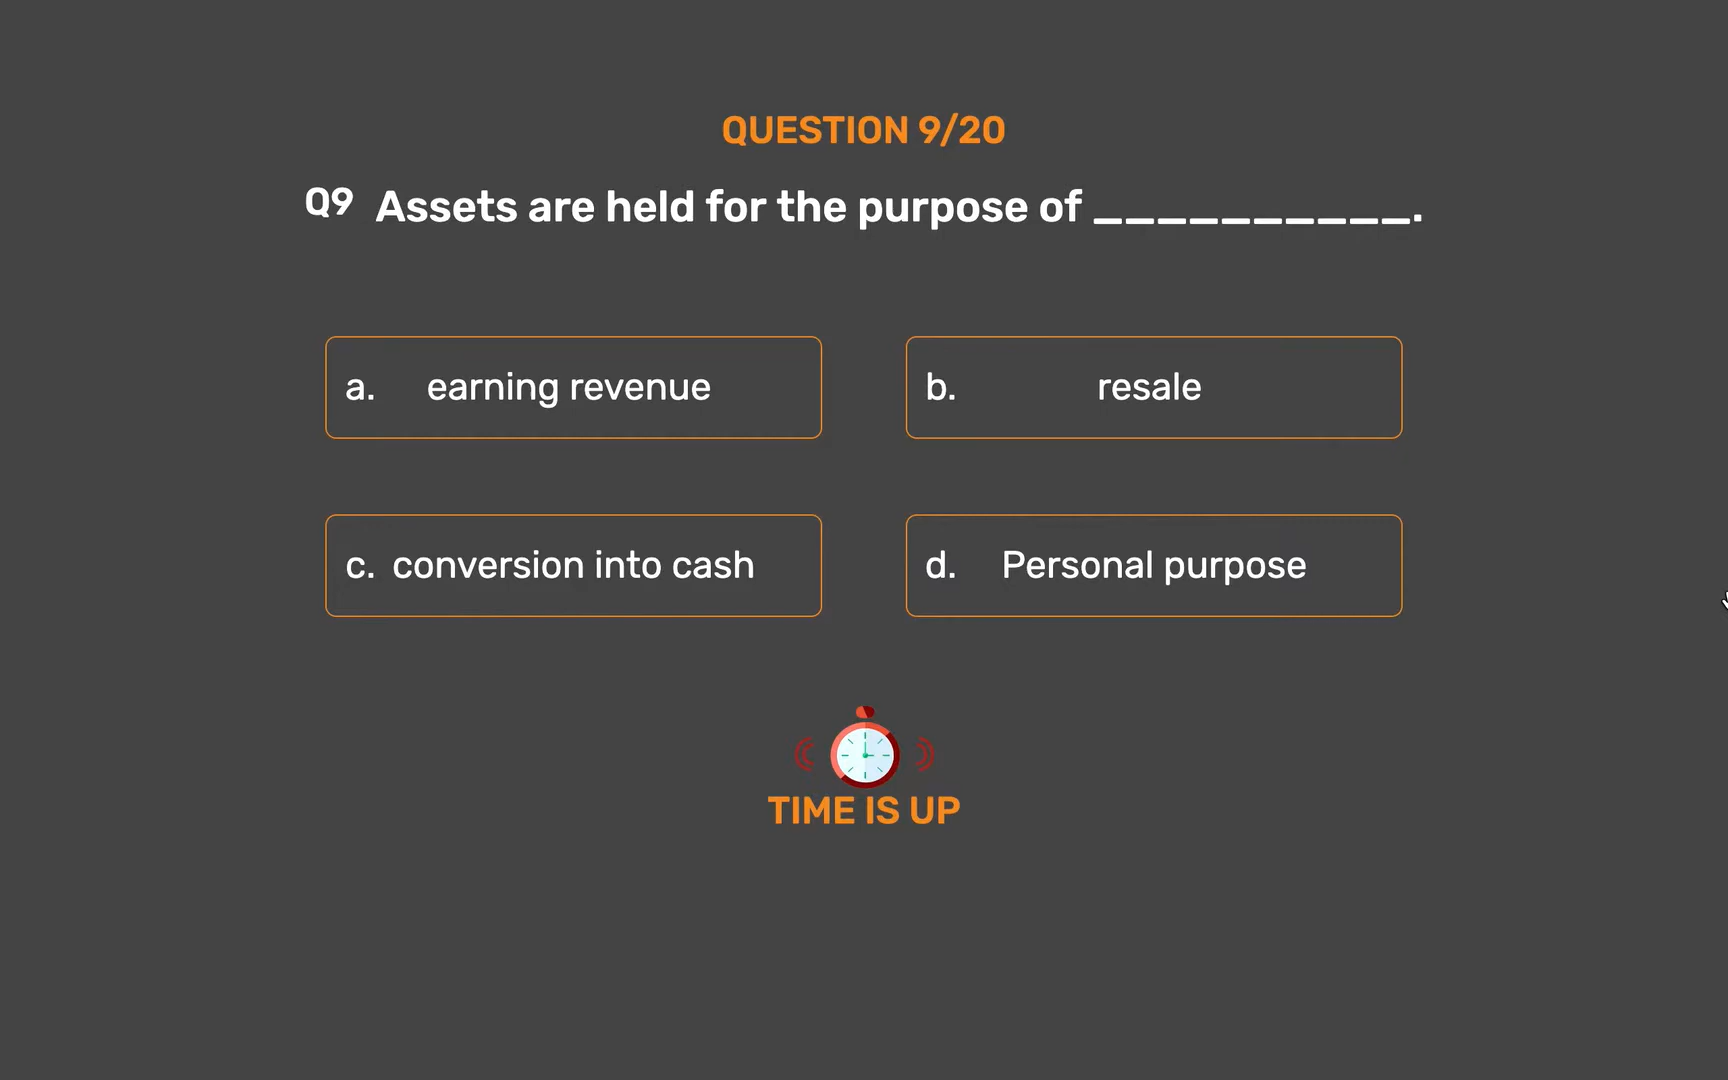 QUESTION 9/20
Q9 Assets are held for the purpose of __________.
a. earning revenue
b. resale
c. conversion into cash
d. Personal purpose
TIME IS UP